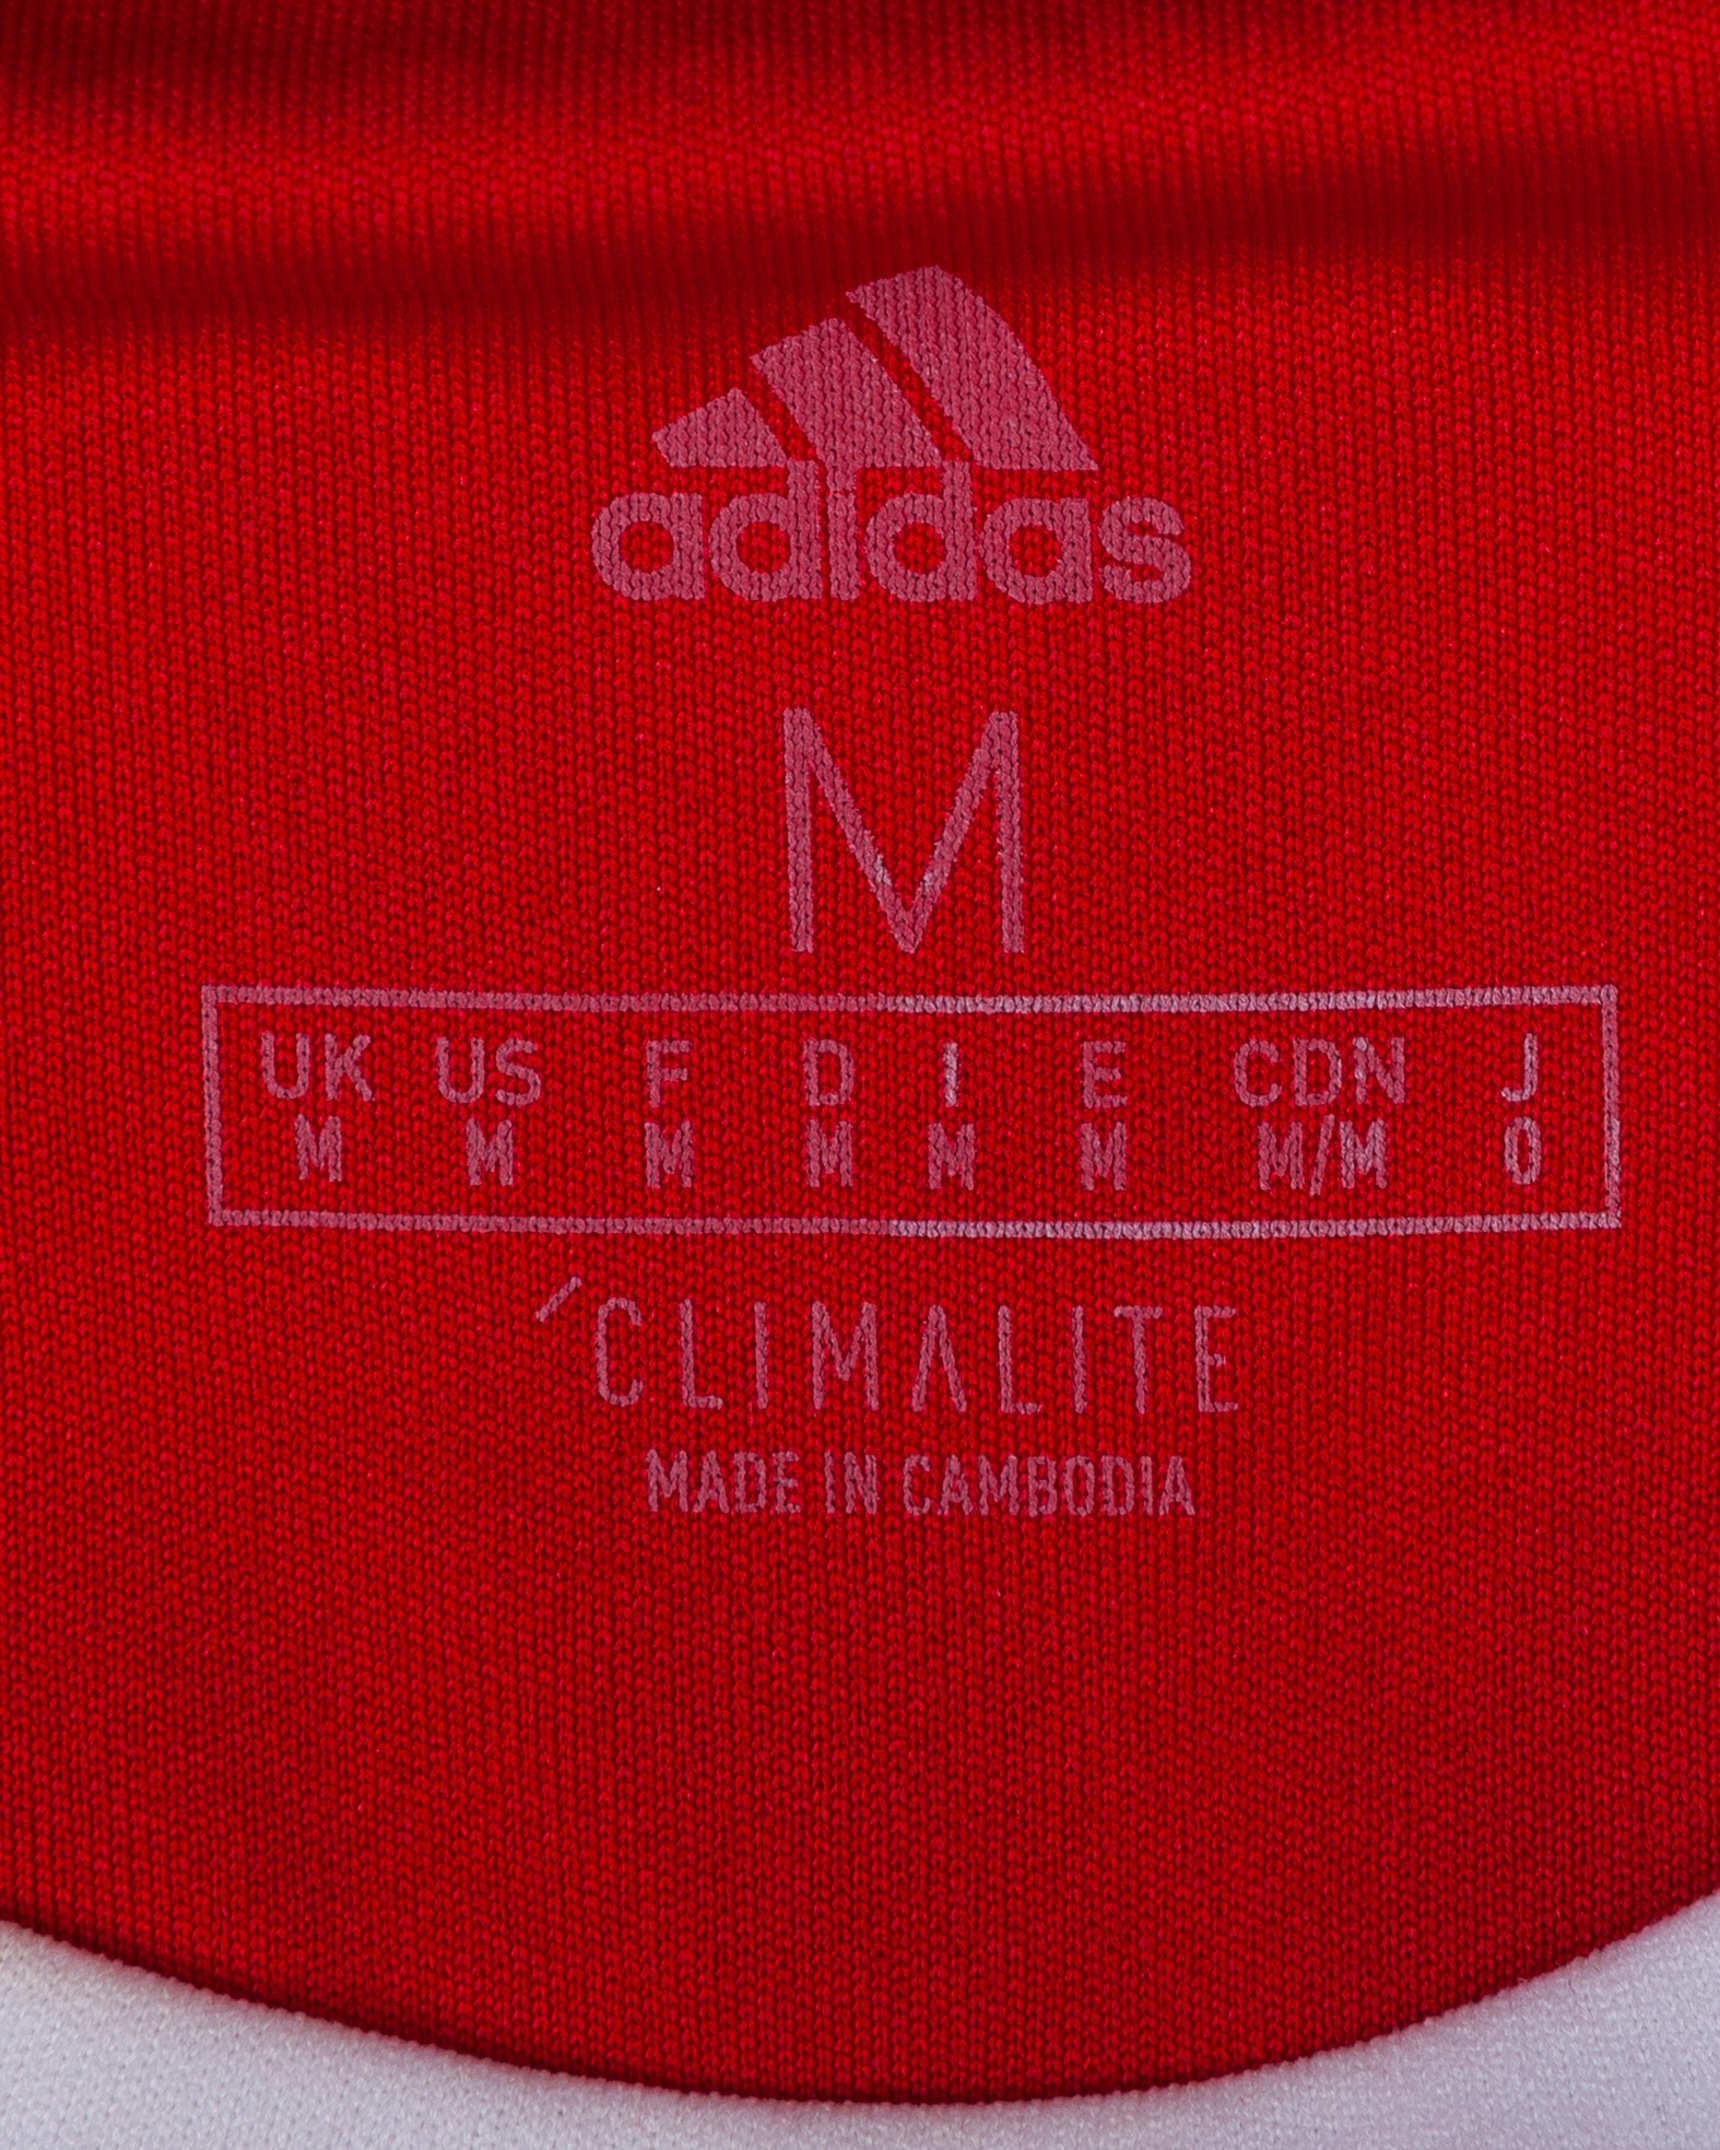 adidas
M
UK US F D I E CDN J
M M M M M M M/M O
´CLIMALITE
MADE IN CAMBODIA